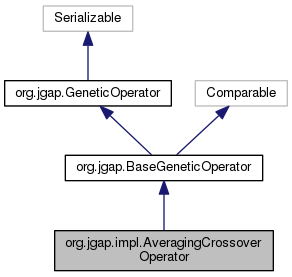 Serializable
org.jgap.GeneticOperator
Comparable
org.jgap.BaseGeneticOperator
org.jgap.impl.AveragingCrossover
Operator